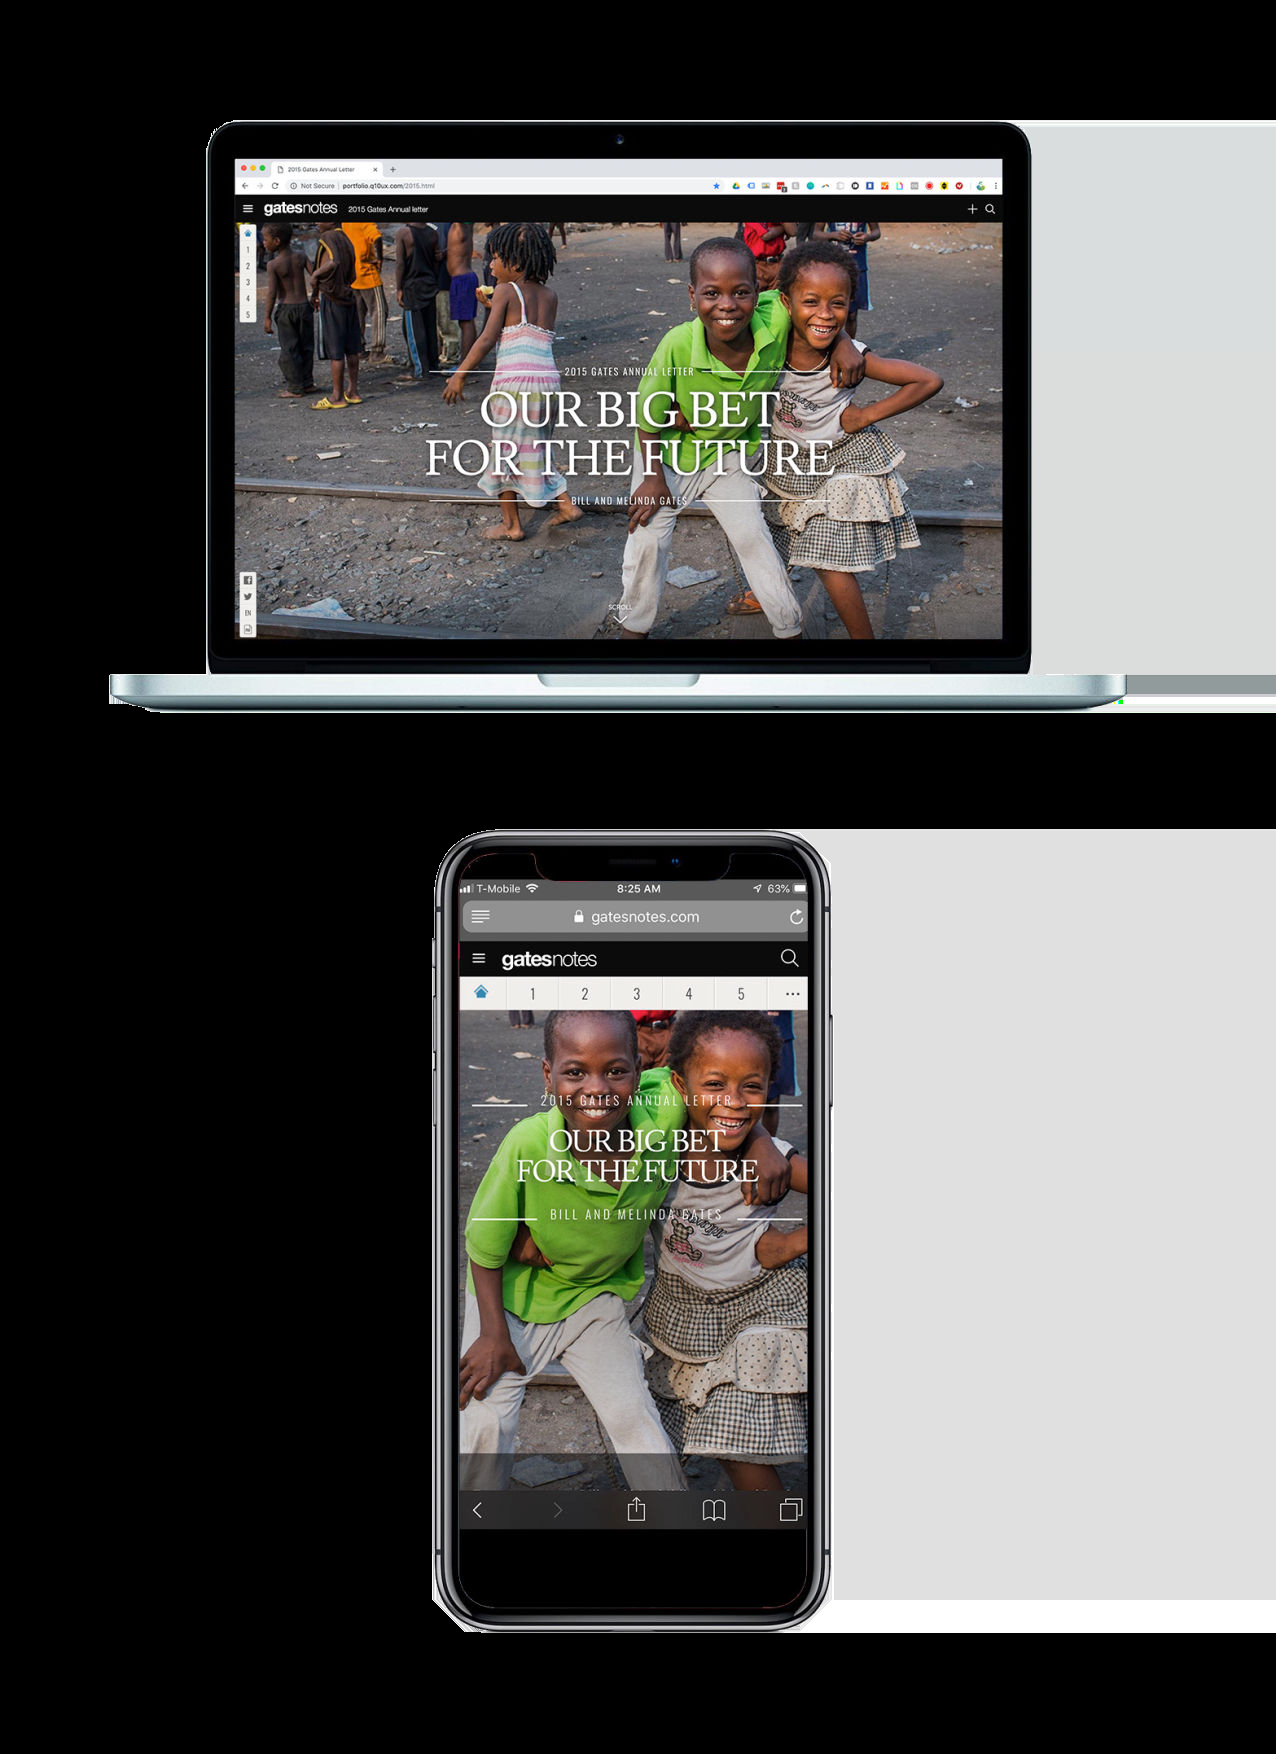 2015 Gates Annual Letter
Not Secure | portfolio.q10ux.com/2015.html
gatesnotes 2015 Gates Annual letter
1
2
3
4
5
2015 GATES ANNUAL LETTER
OUR BIG BET
FOR THE FUTURE
BILL AND MELINDA GATES
SCROLL
EN
T-Mobile 8:25 AM 63%
gatesnotes.com
gatesnotes
1 2 3 4 5 ...
2015 GATES ANNUAL LETTER
OUR BIG BET
FOR THE FUTURE
BILL AND MELINDA GATES